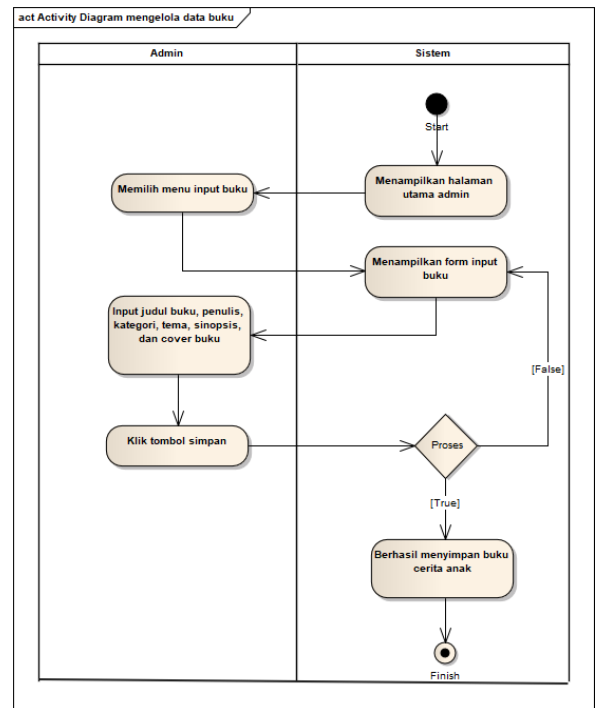 act Activity Diagram mengelola data buku
Admin
Sistem
Start
Menampilkan halaman
utama admin
Memilih menu input buku
Menampilkan form input
buku
Input judul buku, penulis,
kategori, tema, sinopsis,
dan cover buku
[False]
Klik tombol simpan
Proses
[True]
Berhasil menyimpan buku
cerita anak
Finish